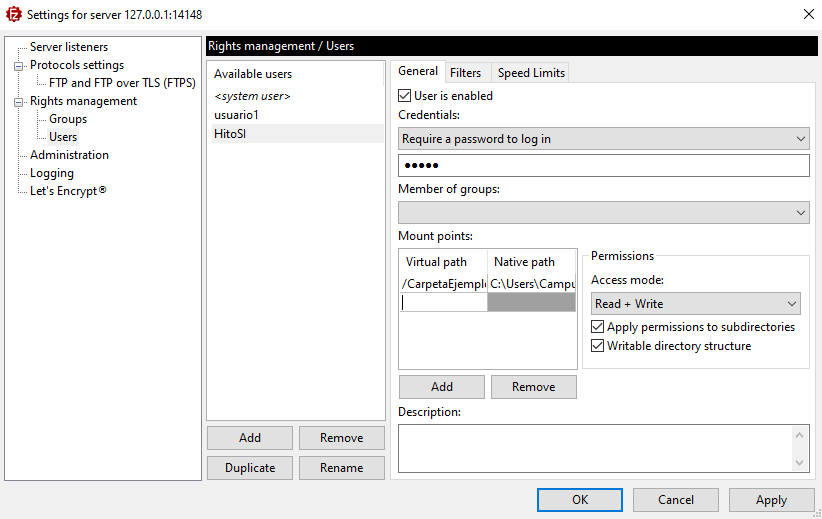 Settings for server 127.0.0.1:14148
Server listeners
Protocols settings
FTP and FTP over TLS (FTPS)
Rights management
Groups
Users
Administration
Logging
Let's Encrypt®
Rights management / Users
Available users
<system user>
usuario1
HitoSI
Add
Remove
Duplicate
Rename
General
Filters
Speed Limits
User is enabled
Credentials:
Require a password to log in
●●●●●
Member of groups:
Mount points:
Virtual path
Native path
/CarpetaEjemplo
C:\Users\Campu
Permissions
Access mode:
Read + Write
Apply permissions to subdirectories
Writable directory structure
Add
Remove
Description:
OK
Cancel
Apply